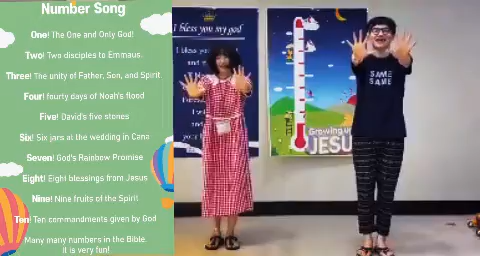 Number Song
One! The One and Only God!
Two! Two disciples to Emmaus.
Three! The unity of Father, Son, and Spirit
Four! fourty days of Noah's flood
Five! David's five stones
Six! Six jars at the wedding in Cana
Seven! God's Rainbow Promise
Eight! Eight blessings from Jesus
Nine! Nine fruits of the Spirit
Ten! Ten commandments given by God
Many many numbers in the Bible.
It is very fun!
I bless you my god
I bless
SAME
SAME
Growing up
JESUS